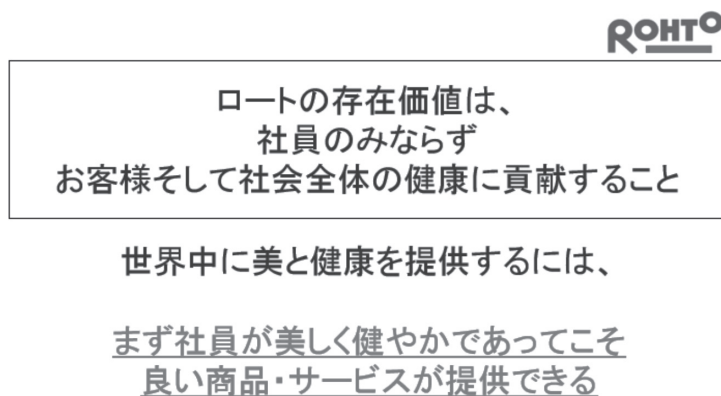 ROHTO
ロートの存在価値は、
社員のみならず
お客様そして社会全体の健康に貢献すること
世界中に美と健康を提供するには、
まず社員が美しく健やかであってこそ
良い商品・サービスが提供できる